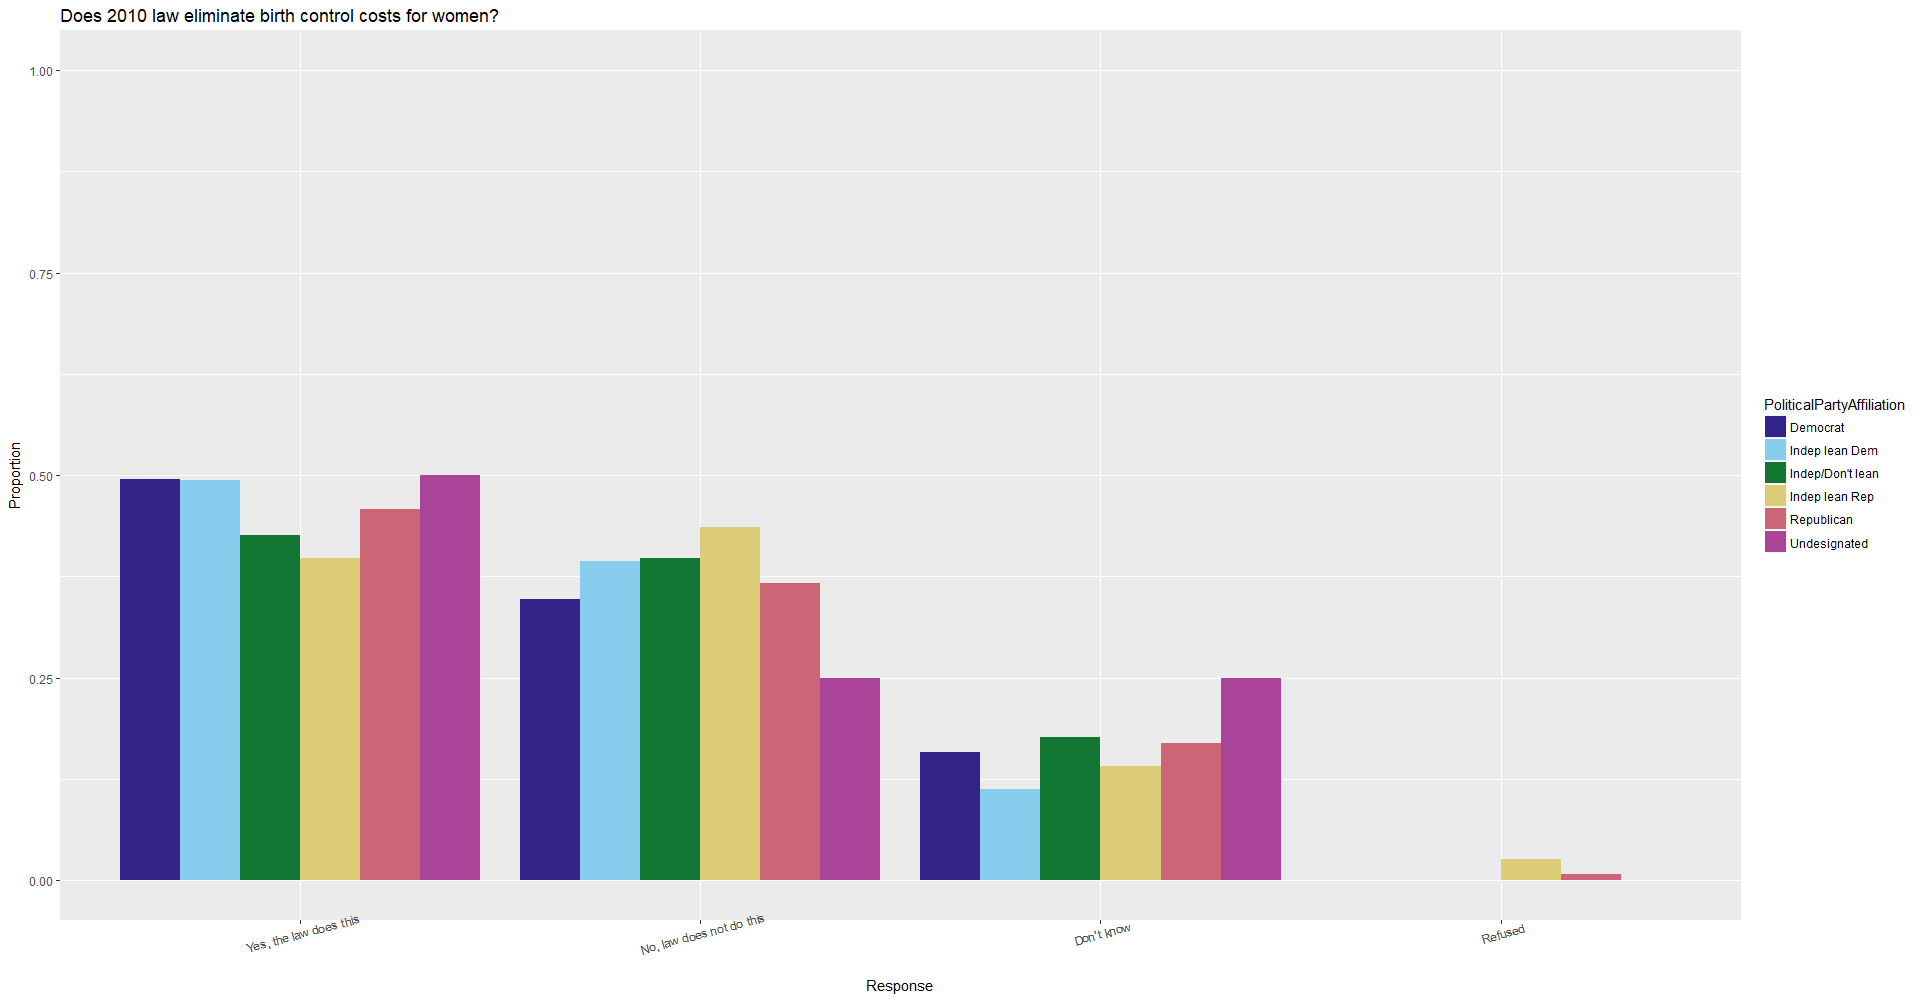 Does 2010 law eliminate birth control costs for women?
1.00
0.75
0.50
0.25
0.00
Proportion
Yes, the law does this
No, law does not do this
Don't know
Refused
Response
PoliticalPartyAffiliation
Democrat
Indep lean Dem
Indep/Don't lean
Indep lean Rep
Republican
Undesignated